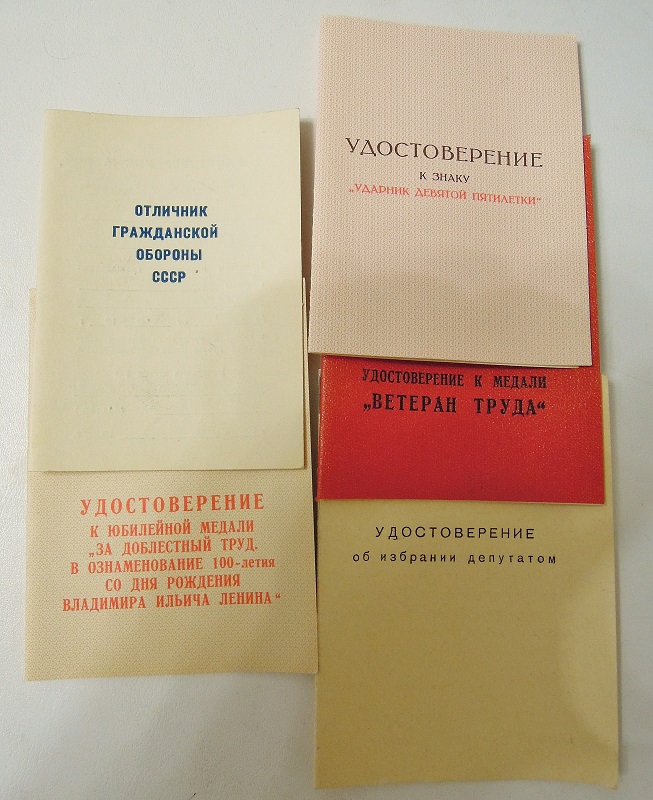 ОТЛИЧНИК
ГРАЖДАНСКОЙ
ОБОРОНЫ
СССР
УДОСТОВЕРЕНИЕ
К ЗНАКУ
„УДАРНИК ДЕВЯТОЙ ПЯТИЛЕТКИ“
УДОСТОВЕРЕНИЕ К МЕДАЛИ
„ВЕТЕРАН ТРУДА“
УДОСТОВЕРЕНИЕ
К ЮБИЛЕЙНОЙ МЕДАЛИ
„ЗА ДОБЛЕСТНЫЙ ТРУД.
В ОЗНАМЕНОВАНИЕ 100-летия
СО ДНЯ РОЖДЕНИЯ
ВЛАДИМИРА ИЛЬИЧА ЛЕНИНА“
УДОСТОВЕРЕНИЕ
об избрании депутатом